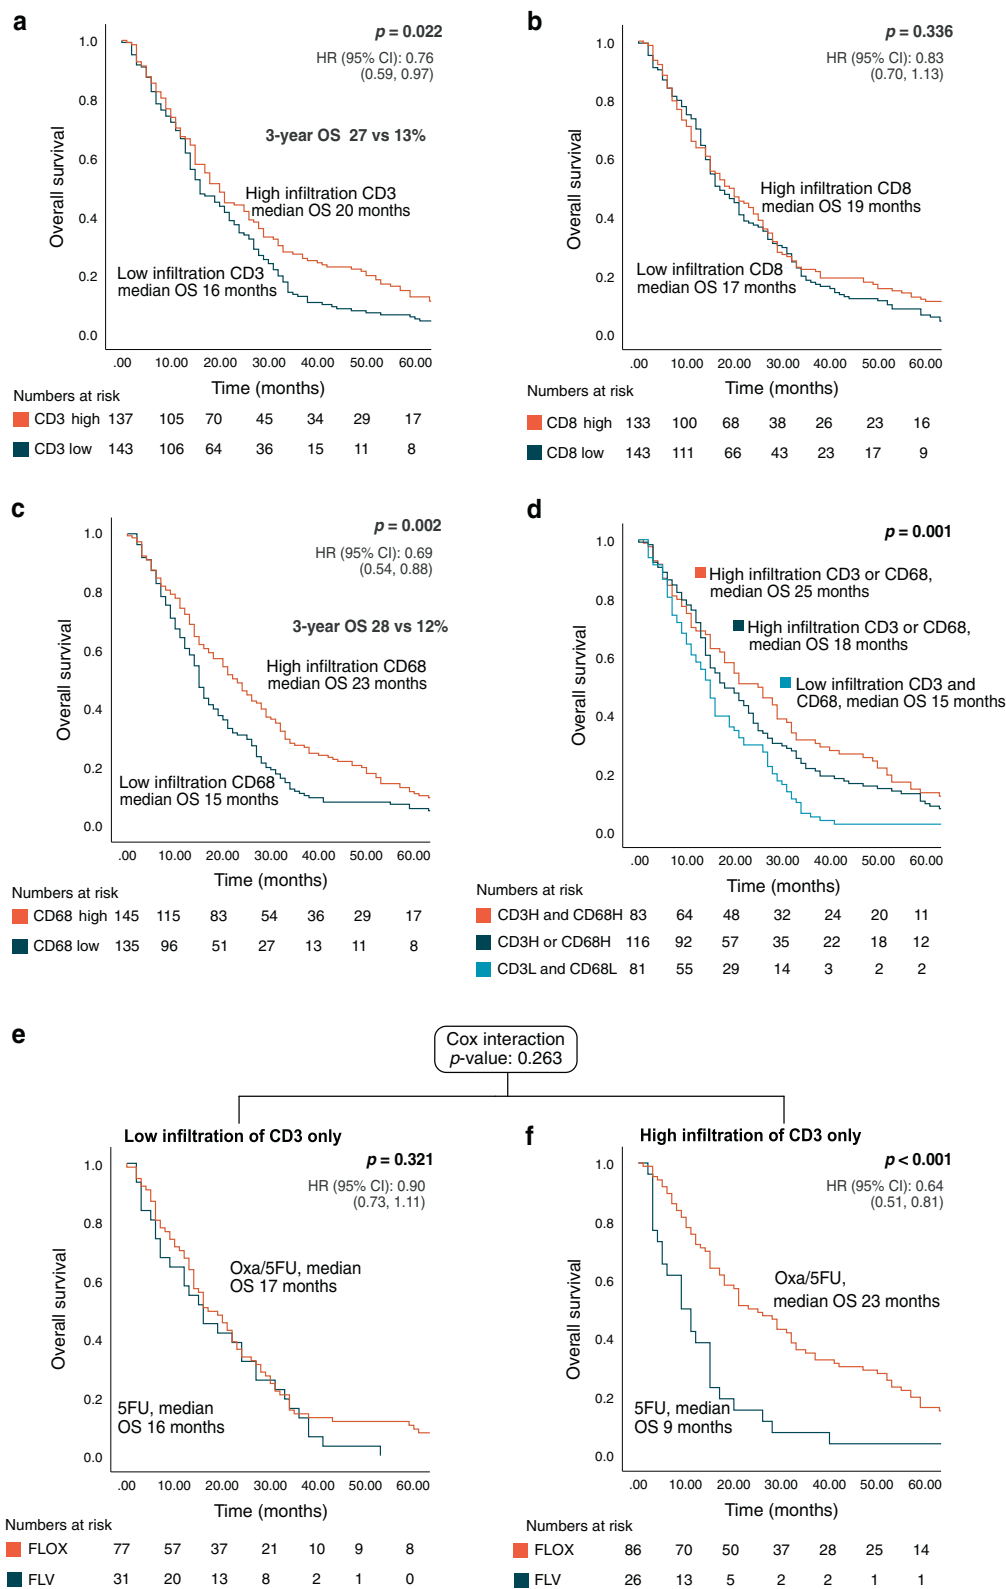 a
p = 0.022
HR (95% CI): 0.76
(0.59, 0.97)
3-year OS 27 vs 13%
High infiltration CD3
median OS 20 months
Low infiltration CD3
median OS 16 months
Overall survival
1.0
0.8
0.6
0.4
0.2
0.0
.00 10.00 20.00 30.00 40.00 50.00 60.00
Time (months)
Numbers at risk
CD3 high 137 105 70 45 34 29 17
CD3 low 143 106 64 36 15 11 8
b
p = 0.336
HR (95% CI): 0.83
(0.70, 1.13)
High infiltration CD8
median OS 19 months
Low infiltration CD8
median OS 17 months
Overall survival
1.0
0.8
0.6
0.4
0.2
0.0
.00 10.00 20.00 30.00 40.00 50.00 60.00
Time (months)
Numbers at risk
CD8 high 133 100 68 38 26 23 16
CD8 low 143 111 66 43 23 17 9
c
p = 0.002
HR (95% CI): 0.69
(0.54, 0.88)
3-year OS 28 vs 12%
High infiltration CD68
median OS 23 months
Low infiltration CD68
median OS 15 months
Overall survival
1.0
0.8
0.6
0.4
0.2
0.0
.00 10.00 20.00 30.00 40.00 50.00 60.00
Time (months)
Numbers at risk
CD68 high 145 115 83 54 36 29 17
CD68 low 135 96 51 27 13 11 8
d
p = 0.001
High infiltration CD3 or CD68,
median OS 25 months
High infiltration CD3 or CD68,
median OS 18 months
Low infiltration CD3 and
CD68, median OS 15 months
Overall survival
1.0
0.8
0.6
0.4
0.2
0.0
.00 10.00 20.00 30.00 40.00 50.00 60.00
Time (months)
Numbers at risk
CD3H and CD68H 83 64 48 32 24 20 11
CD3H or CD68H 116 92 57 35 22 18 12
CD3L and CD68L 81 55 29 14 3 2 2
e
Cox interaction
p-value: 0.263
Low infiltration of CD3 only
p = 0.321
HR (95% CI): 0.90
(0.73, 1.11)
Oxa/5FU, median
OS 17 months
5FU, median
OS 16 months
Overall survival
1.0
0.8
0.6
0.4
0.2
0.0
.00 10.00 20.00 30.00 40.00 50.00 60.00
Time (months)
Numbers at risk
FLOX 77 57 37 21 10 9 8
FLV 31 20 13 8 2 1 0
f
High infiltration of CD3 only
p < 0.001
HR (95% CI): 0.64
(0.51, 0.81)
Oxa/5FU,
median OS 23 months
5FU, median
OS 9 months
Overall survival
1.0
0.8
0.6
0.4
0.2
0.0
.00 10.00 20.00 30.00 40.00 50.00 60.00
Time (months)
Numbers at risk
FLOX 86 70 50 37 28 25 14
FLV 26 13 5 2 2 1 1